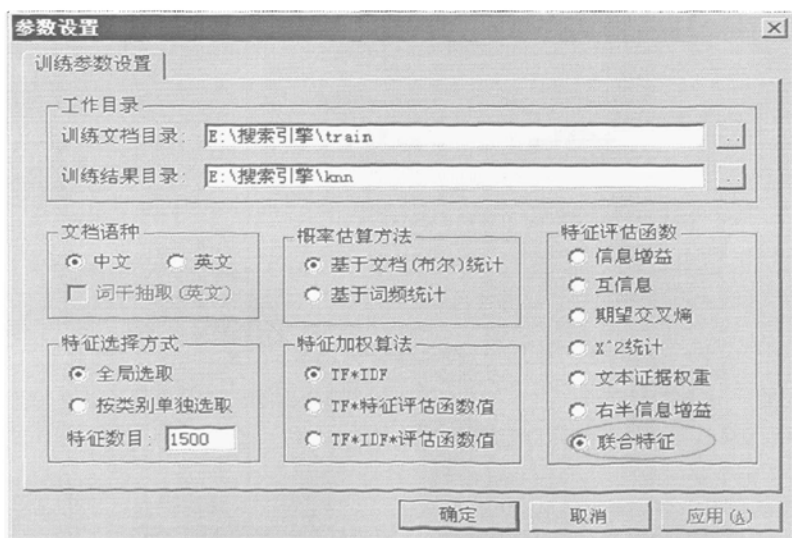 参数设置
训练参数设置
工作目录
训练文档目录: E:\搜索引擎\train
训练结果目录: E:\搜索引擎\knn
文档语种
中文 英文
词干抽取(英文)
概率估算方法
基于文档(布尔)统计
基于词频统计
特征评估函数
信息增益
互信息
期望交叉熵
X^2统计
文本证据权重
右半信息增益
联合特征
特征选择方式
全局选取
按类别单独选取
特征数目: 1500
特征加权算法
TF*IDF
TF*特征评估函数值
TF*IDF*评估函数值
确定 取消 应用(A)